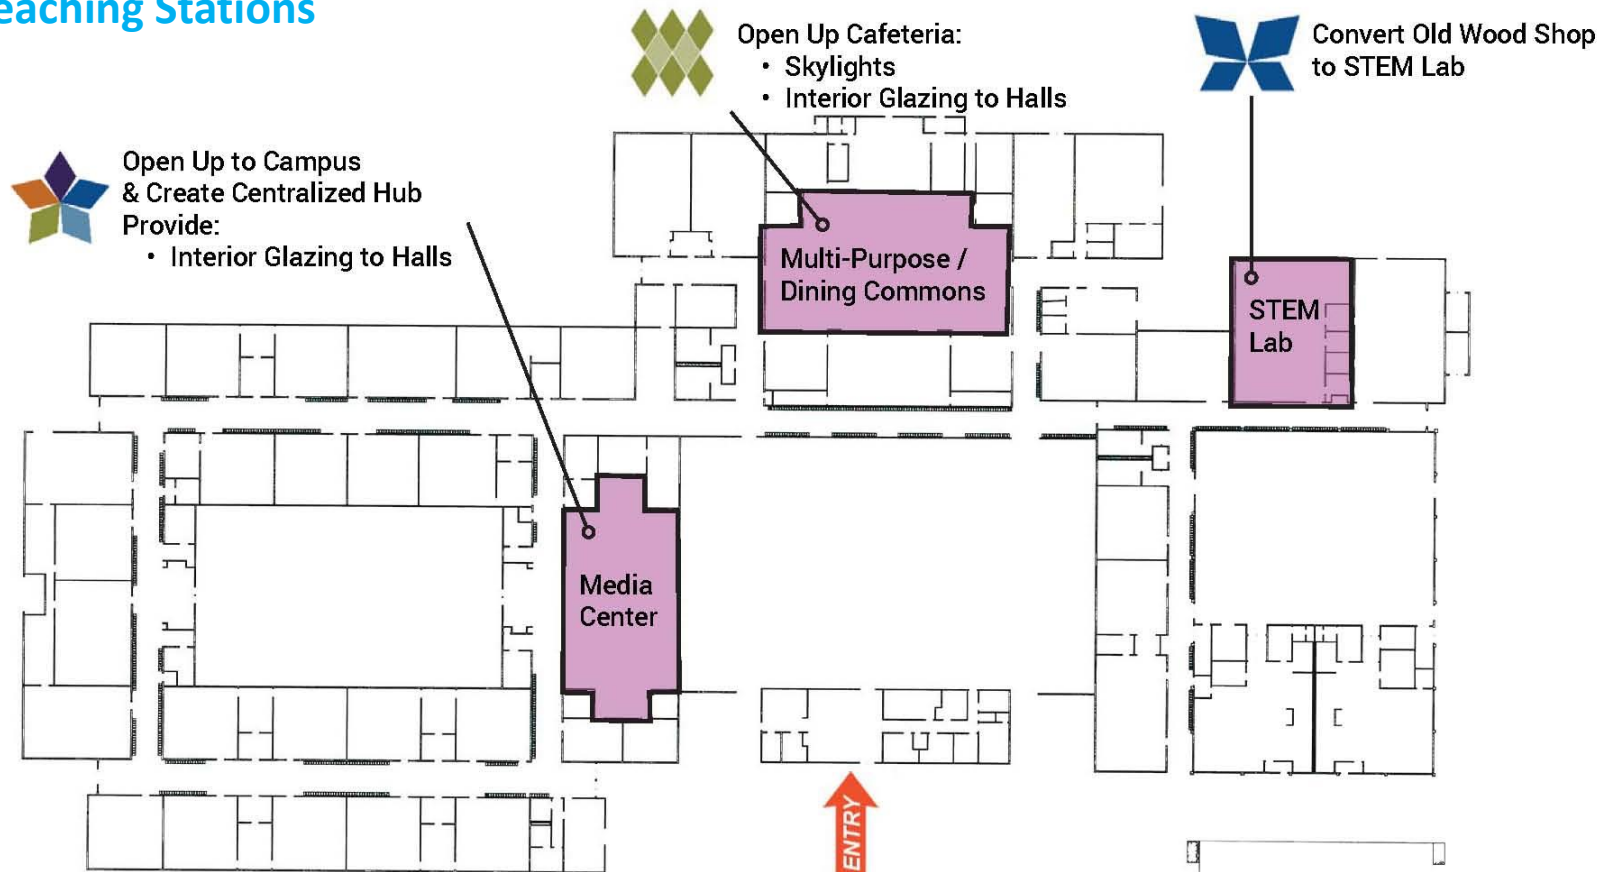 eaching Stations
Open Up Cafeteria:
• Skylights
• Interior Glazing to Halls
Convert Old Wood Shop
to STEM Lab
Open Up to Campus
& Create Centralized Hub
Provide:
• Interior Glazing to Halls
Multi-Purpose /
Dining Commons
STEM
Lab
Media
Center
ENTRY